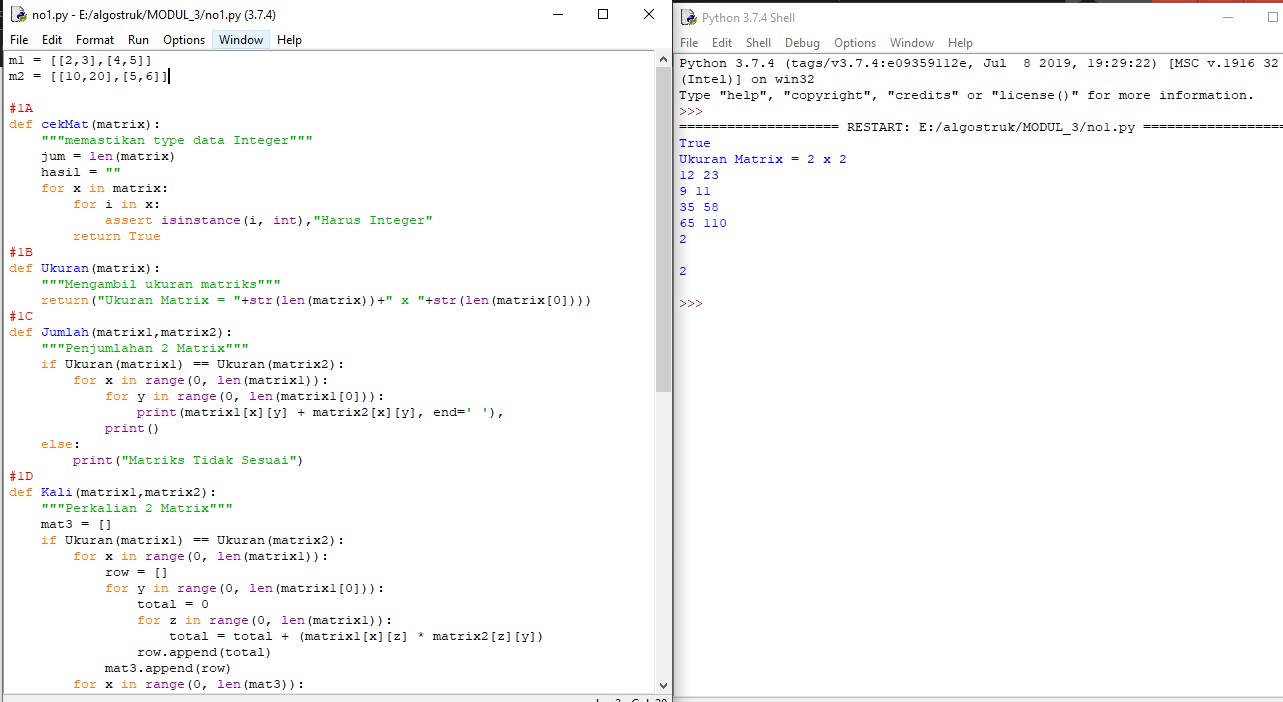 no1.py - E:/algostruk/MODUL_3/no1.py (3.7.4)
File Edit Format Run Options Window Help
m1 = [[2,3],[4,5]]
m2 = [[10,20],[5,6]]
#1A
def cekMat(matrix):
    """memastikan type data Integer"""
    jum = len(matrix)
    hasil = ""
    for x in matrix:
        for i in x:
            assert isinstance(i, int),"Harus Integer"
        return True
#1B
def Ukuran(matrix):
    """Mengambil ukuran matriks"""
    return("Ukuran Matrix = "+str(len(matrix))+" x "+str(len(matrix[0])))
#1C
def Jumlah(matrix1,matrix2):
    """Penjumlahan 2 Matrix"""
    if Ukuran(matrix1) == Ukuran(matrix2):
        for x in range(0, len(matrix1)):
            for y in range(0, len(matrix1[0])):
                print(matrix1[x][y] + matrix2[x][y], end=' '),
            print()
    else:
        print("Matriks Tidak Sesuai")
#1D
def Kali(matrix1,matrix2):
    """Perkalian 2 Matrix"""
    mat3 = []
    if Ukuran(matrix1) == Ukuran(matrix2):
        for x in range(0, len(matrix1)):
            row = []
            for y in range(0, len(matrix1[0])):
                total = 0
                for z in range(0, len(matrix1)):
                    total = total + (matrix1[x][z] * matrix2[z][y])
                row.append(total)
            mat3.append(row)
        for x in range(0, len(mat3)):
Python 3.7.4 Shell
File Edit Shell Debug Options Window Help
Python 3.7.4 (tags/v3.7.4:e09359112e, Jul  8 2019, 19:29:22) [MSC v.1916 32
(Intel)] on win32
Type "help", "copyright", "credits" or "license()" for more information.
>>>
==================== RESTART: E:/algostruk/MODUL_3/no1.py ==================
True
Ukuran Matrix = 2 x 2
12 23
9 11
35 58
65 110
2
2
>>>